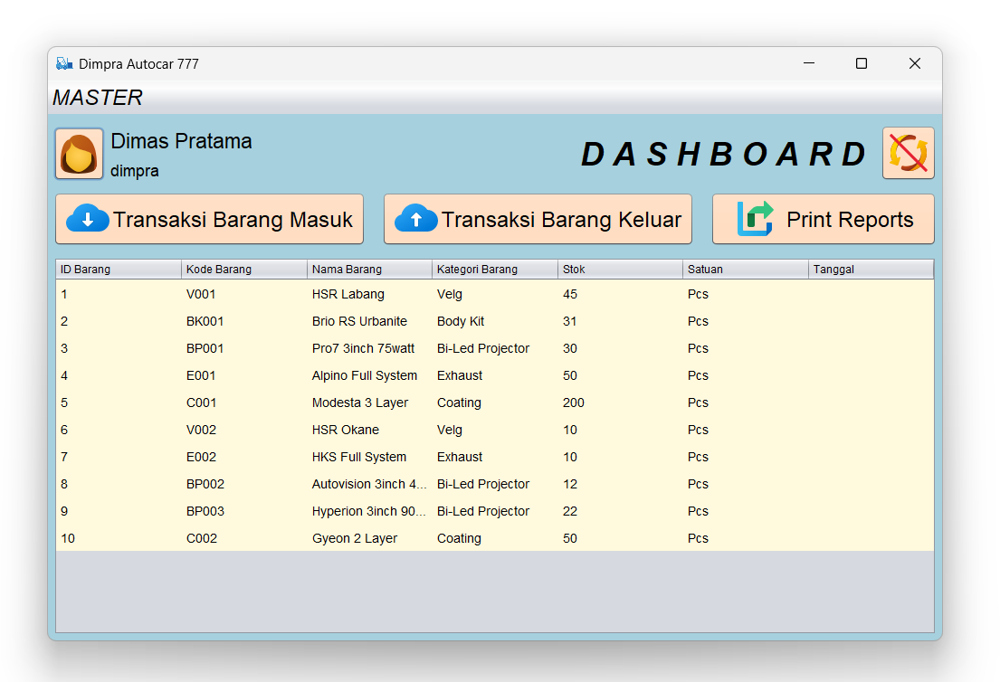 Dimpra Autocar 777
MASTER
Dimas Pratama
dimpra
DASHBOARD
Transaksi Barang Masuk Transaksi Barang Keluar Print Reports
ID Barang Kode Barang Nama Barang Kategori Barang Stok Satuan Tanggal
1 V001 HSR Labang Velg 45 Pcs
2 BK001 Brio RS Urbanite Body Kit 31 Pcs
3 BP001 Pro7 3inch 75watt Bi-Led Projector 30 Pcs
4 E001 Alpino Full System Exhaust 50 Pcs
5 C001 Modesta 3 Layer Coating 200 Pcs
6 V002 HSR Okane Velg 10 Pcs
7 E002 HKS Full System Exhaust 10 Pcs
8 BP002 Autovision 3inch 4... Bi-Led Projector 12 Pcs
9 BP003 Hyperion 3inch 90... Bi-Led Projector 22 Pcs
10 C002 Gyeon 2 Layer Coating 50 Pcs